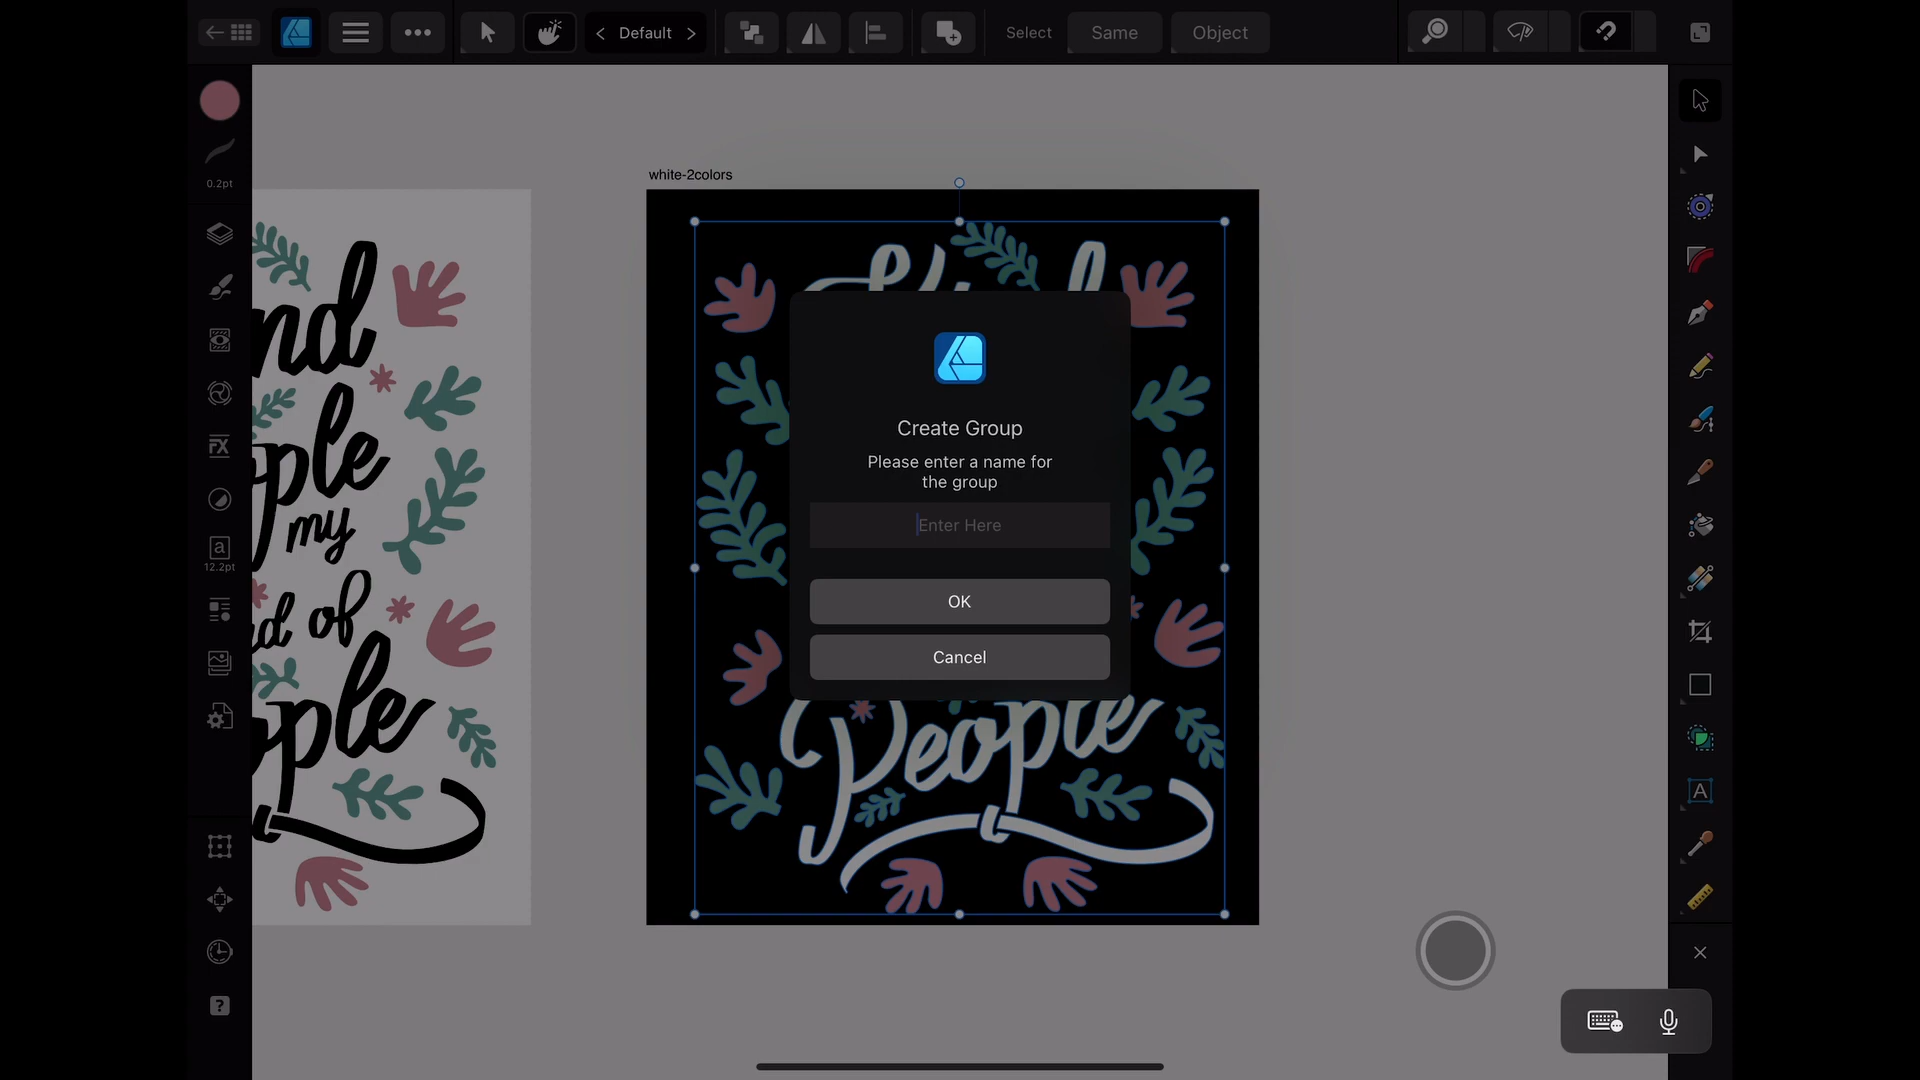 Default
Select
Same
Object
0.2pt
white-2colors
Create Group
Please enter a name for
the group
Enter Here
OK
Cancel
FX
a
12.2pt
A
?
my
of
People